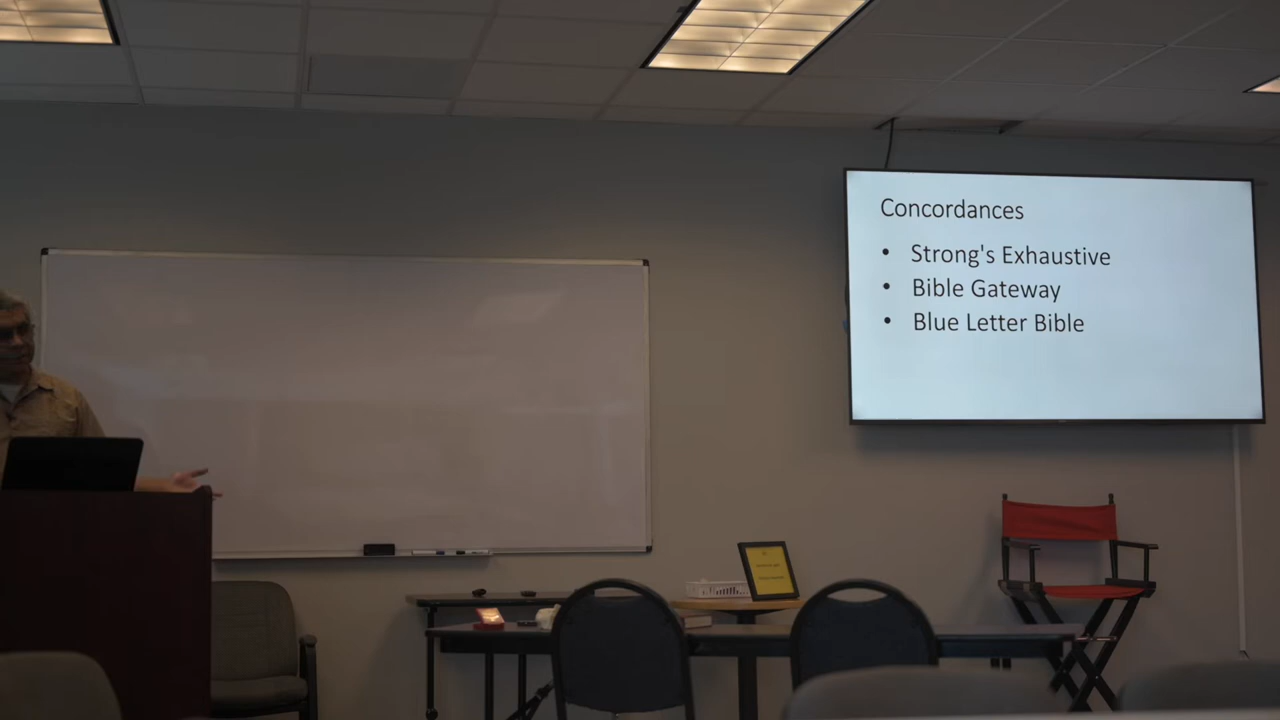 Concordances
• Strong's Exhaustive
• Bible Gateway
• Blue Letter Bible